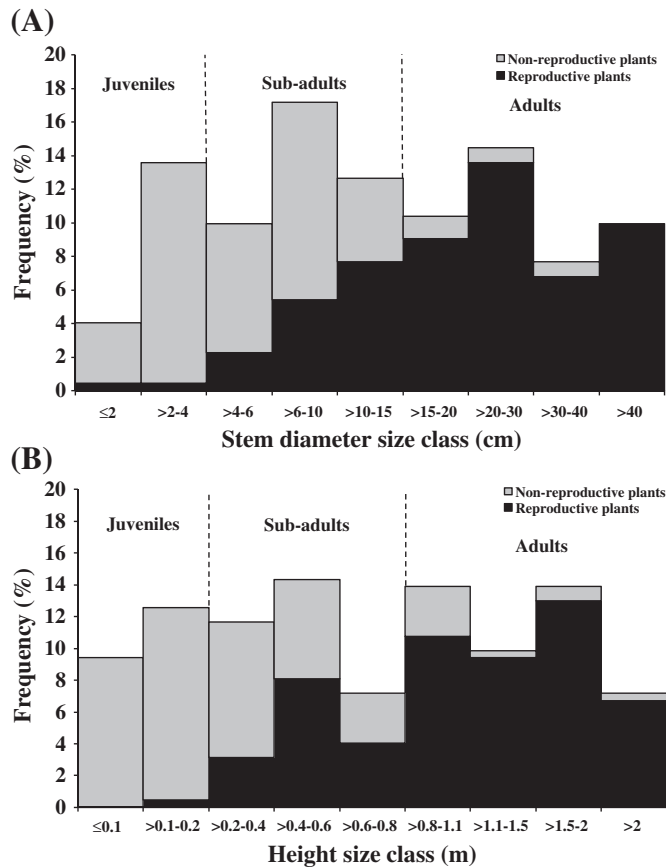 (A)
20
18
16
14
12
10
8
6
4
2
0
Frequency (%)
Juveniles
Sub-adults
Adults
Non-reproductive plants
Reproductive plants
≤2 >2-4 >4-6 >6-10 >10-15 >15-20 >20-30 >30-40 >40
Stem diameter size class (cm)
(B)
20
18
16
14
12
10
8
6
4
2
0
Frequency (%)
Juveniles
Sub-adults
Adults
Non-reproductive plants
Reproductive plants
≤0.1 >0.1-0.2 >0.2-0.4 >0.4-0.6 >0.6-0.8 >0.8-1.1 >1.1-1.5 >1.5-2 >2
Height size class (m)